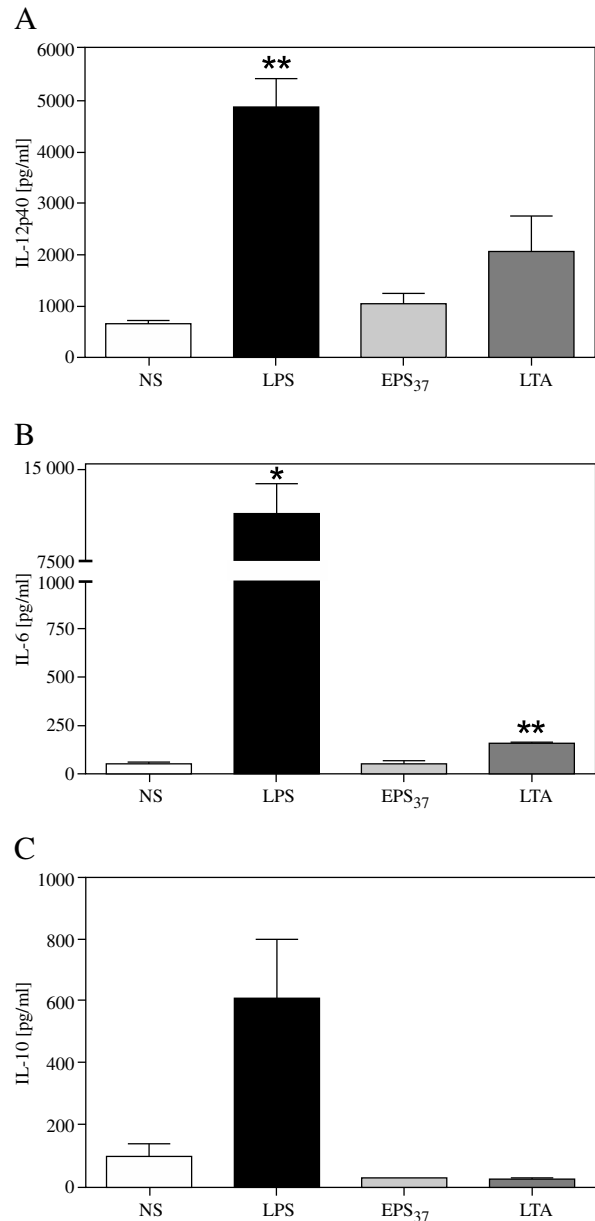 A
6000
5000
4000
3000
2000
1000
0
IL-12p40 [pg/ml]
**
NS LPS EPS37 LTA
B
15 000
7500
1000
750
500
250
0
IL-6 [pg/ml]
*
**
NS LPS EPS37 LTA
C
1000
800
600
400
200
0
IL-10 [pg/ml]
NS LPS EPS37 LTA